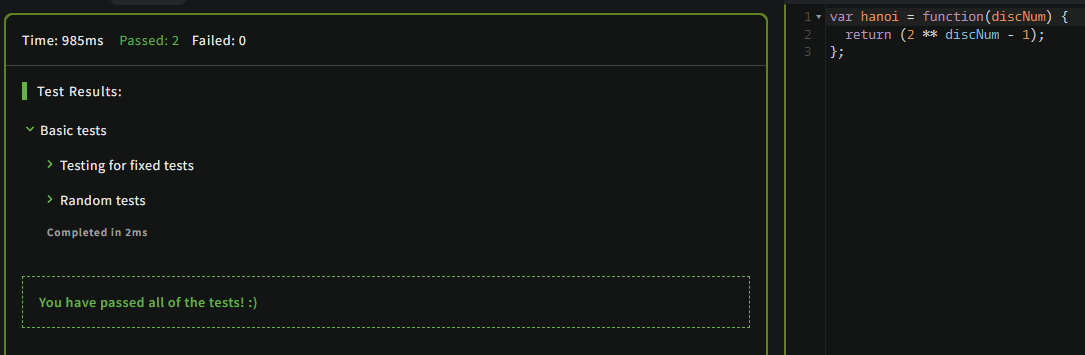 Time: 985ms Passed: 2 Failed: 0
Test Results:
Basic tests
Testing for fixed tests
Random tests
Completed in 2ms
You have passed all of the tests! :)
1 var hanoi = function(discNum) {
2   return (2 ** discNum - 1);
3 };